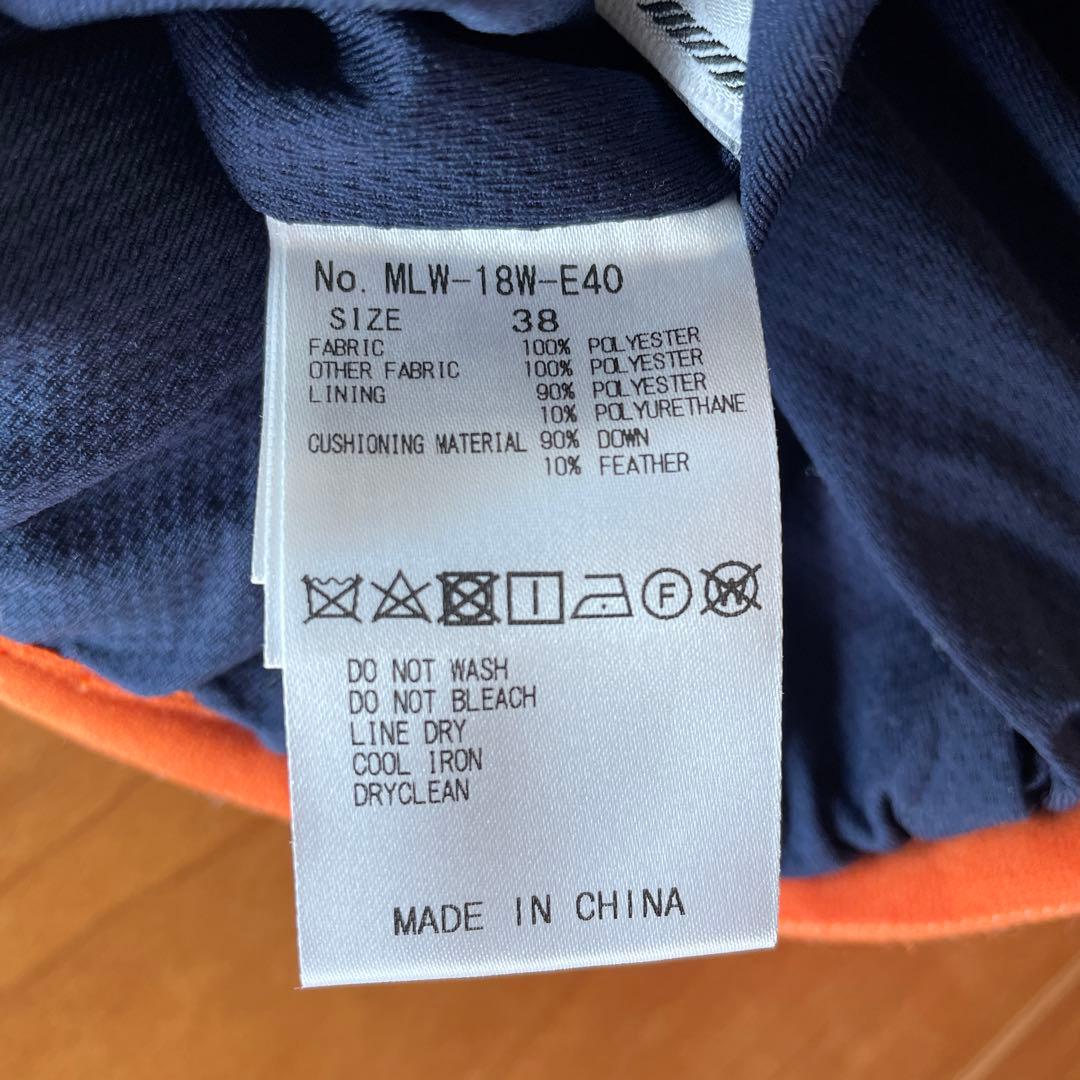 No. MLW-18W-E40
SIZE 38
FABRIC 100% POLYESTER
OTHER FABRIC 100% POLYESTER
LINING 90% POLYESTER
10% POLYURETHANE
CUSHIONING MATERIAL 90% DOWN
10% FEATHER
F W
DO NOT WASH
DO NOT BLEACH
LINE DRY
COOL IRON
DRYCLEAN
MADE IN CHINA